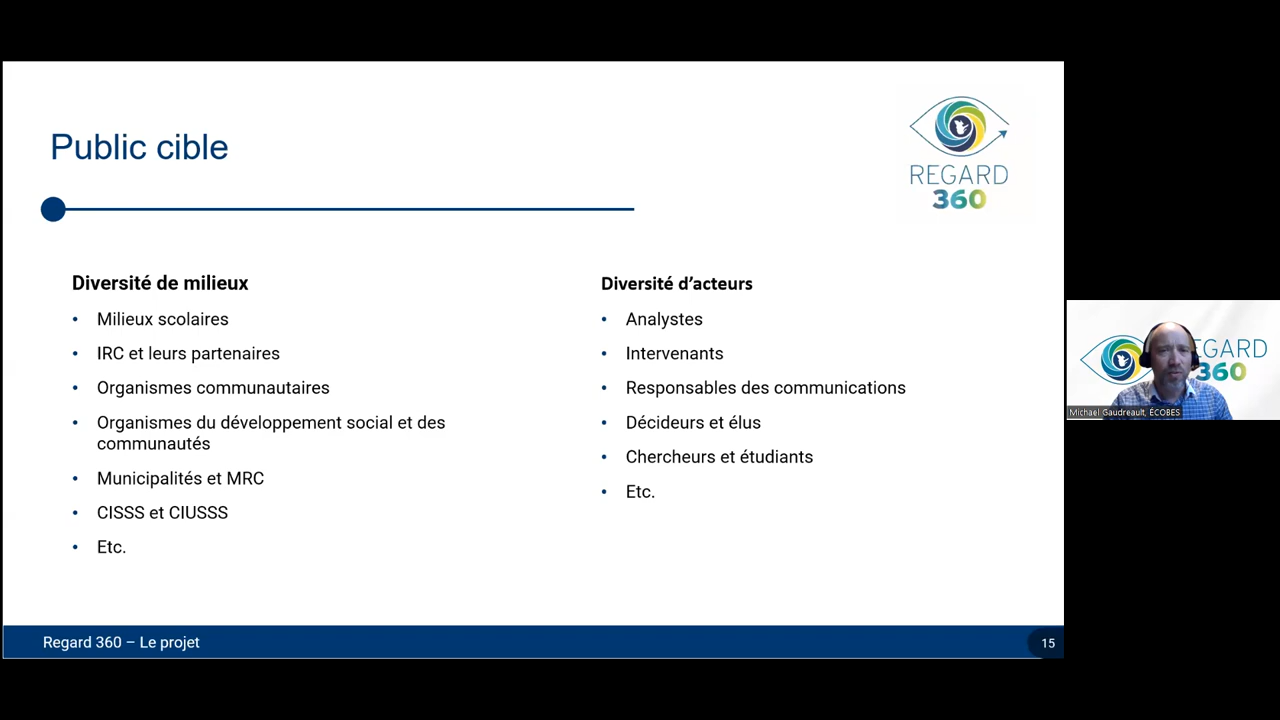 Public cible
REGARD
360
Diversité de milieux
• Milieux scolaires
• IRC et leurs partenaires
• Organismes communautaires
• Organismes du développement social et des
communautés
• Municipalités et MRC
• CISSS et CIUSSS
• Etc.
Diversité d’acteurs
• Analystes
• Intervenants
• Responsables des communications
• Décideurs et élus
• Chercheurs et étudiants
• Etc.
EGARD
360
Michael Gaudreault, ÉCOBES
Regard 360 – Le projet
15